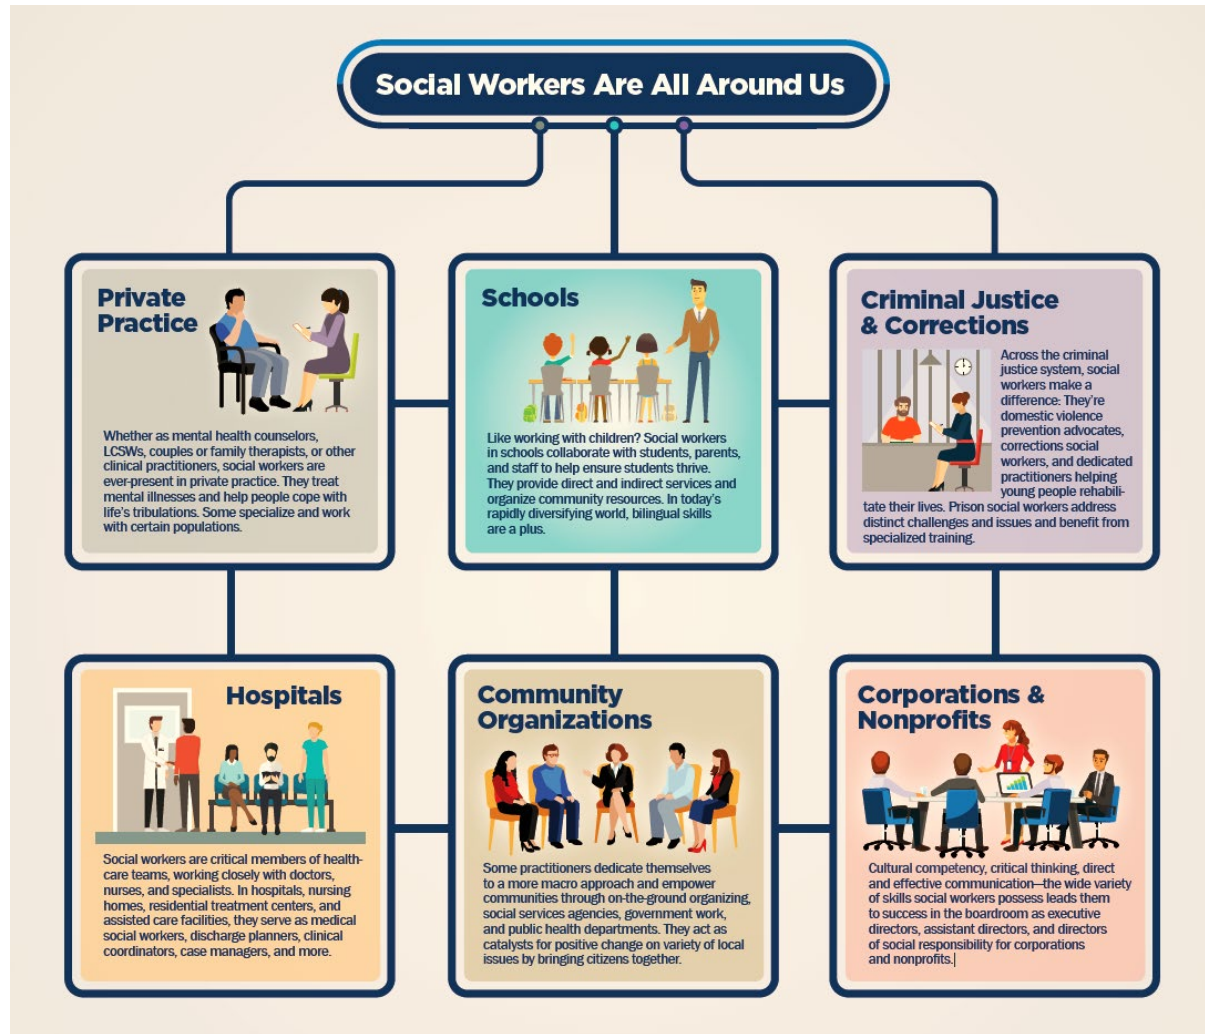 Social Workers Are All Around Us
Private
Practice
Whether as mental health counselors,
LCSWs, couples or family therapists, or other
clinical practitioners, social workers are
ever-present in private practice. They treat
mental illnesses and help people cope with
life's tribulations. Some specialize and work
with certain populations.
Schools
Like working with children? Social workers
in schools collaborate with students, parents,
and staff to help ensure students thrive.
They provide direct and indirect services and
organize community resources. In today's
rapidly diversifying world, bilingual skills
are a plus.
Criminal Justice
& Corrections
Across the criminal
justice system, social
workers make a
difference: They're
domestic violence
prevention advocates,
corrections social
workers, and dedicated
practitioners helping
young people rehabili-
tate their lives. Prison social workers address
distinct challenges and issues and benefit from
specialized training.
Hospitals
Social workers are critical members of health-
care teams, working closely with doctors,
nurses, and specialists. In hospitals, nursing
homes, residential treatment centers, and
assisted care facilities, they serve as medical
social workers, discharge planners, clinical
coordinators, case managers, and more.
Community
Organizations
Some practitioners dedicate themselves
to a more macro approach and empower
communities through on-the-ground organizing,
social services agencies, government work,
and public health departments. They act as
catalysts for positive change on variety of local
issues by bringing citizens together.
Corporations &
Nonprofits
Cultural competency, critical thinking, direct
and effective communication—the wide variety
of skills social workers possess leads them
to success in the boardroom as executive
directors, assistant directors, and directors
of social responsibility for corporations
and nonprofits.